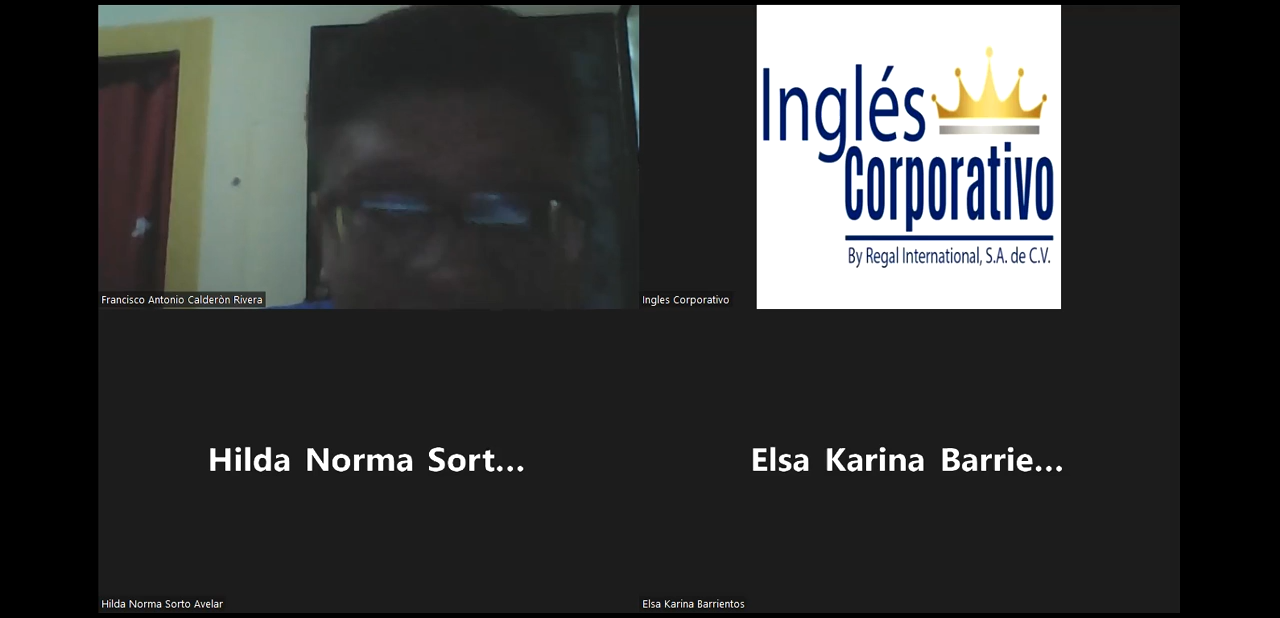 Inglés
Corporativo
By Regal International, S.A. de C.V.
Francisco Antonio Calderòn Rivera
Ingles Corporativo
Hilda Norma Sort...
Elsa Karina Barrie...
Hilda Norma Sorto Avelar
Elsa Karina Barrientos